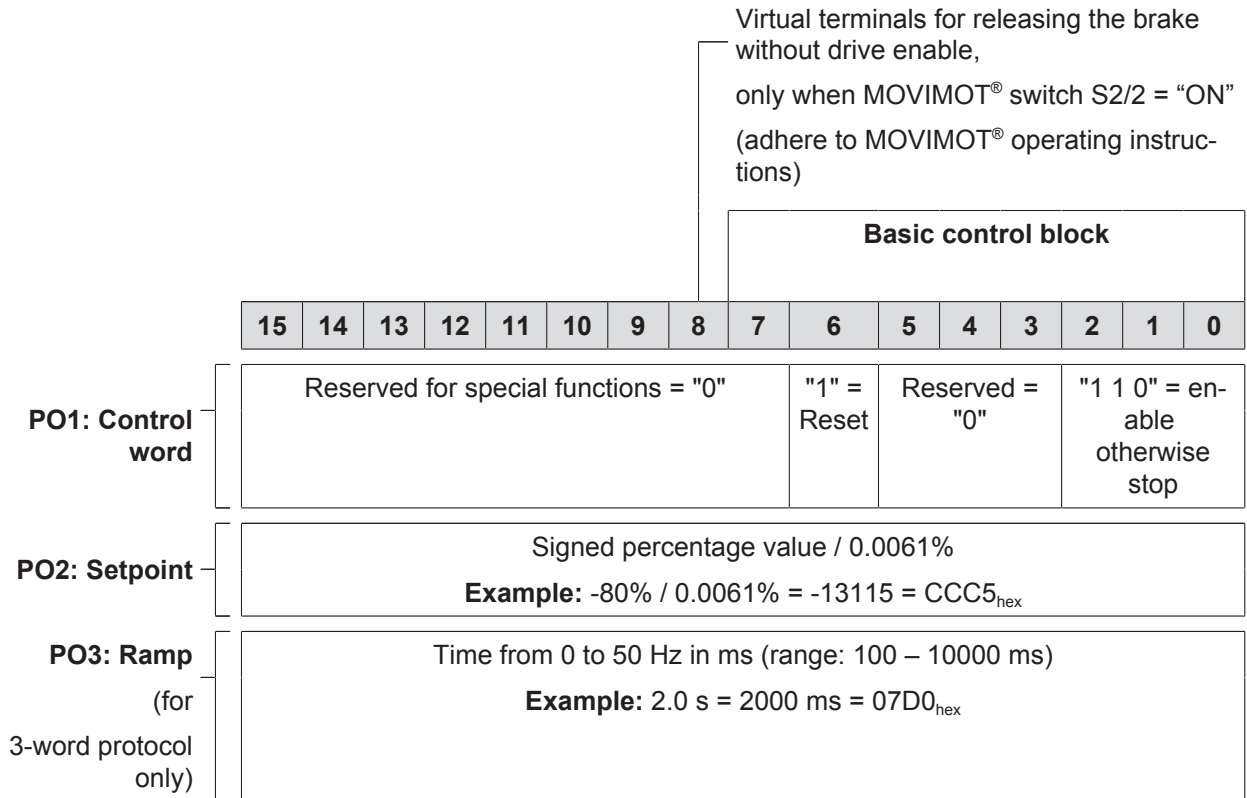 Virtual terminals for releasing the brake
without drive enable,
only when MOVIMOT® switch S2/2 = “ON”
(adhere to MOVIMOT® operating instruc-
tions)
Basic control block
15 14 13 12 11 10 9 8 7 6 5 4 3 2 1 0
PO1: Control
word
Reserved for special functions = "0"
"1" =
Reset
Reserved =
"0"
"1 1 0" = en-
able
otherwise
stop
PO2: Setpoint
Signed percentage value / 0.0061%
Example: -80% / 0.0061% = -13115 = CCC5hex
PO3: Ramp
(for
3-word protocol
only)
Time from 0 to 50 Hz in ms (range: 100 – 10000 ms)
Example: 2.0 s = 2000 ms = 07D0hex